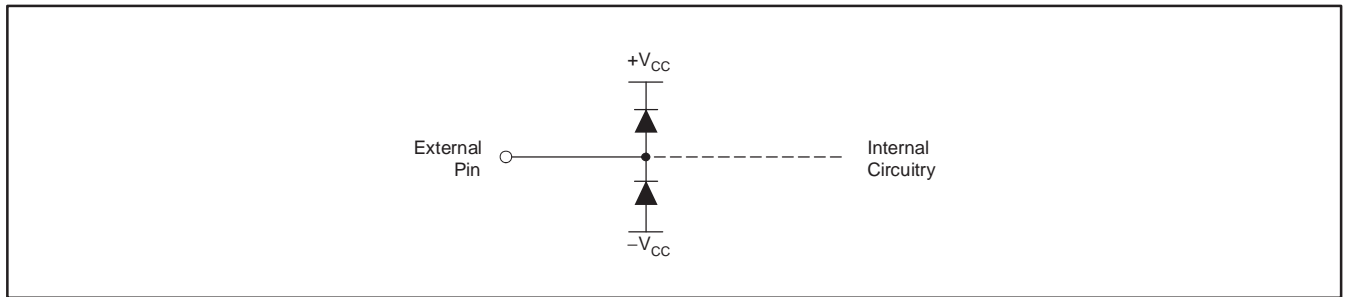 +VCC
External
Pin
Internal
Circuitry
−VCC